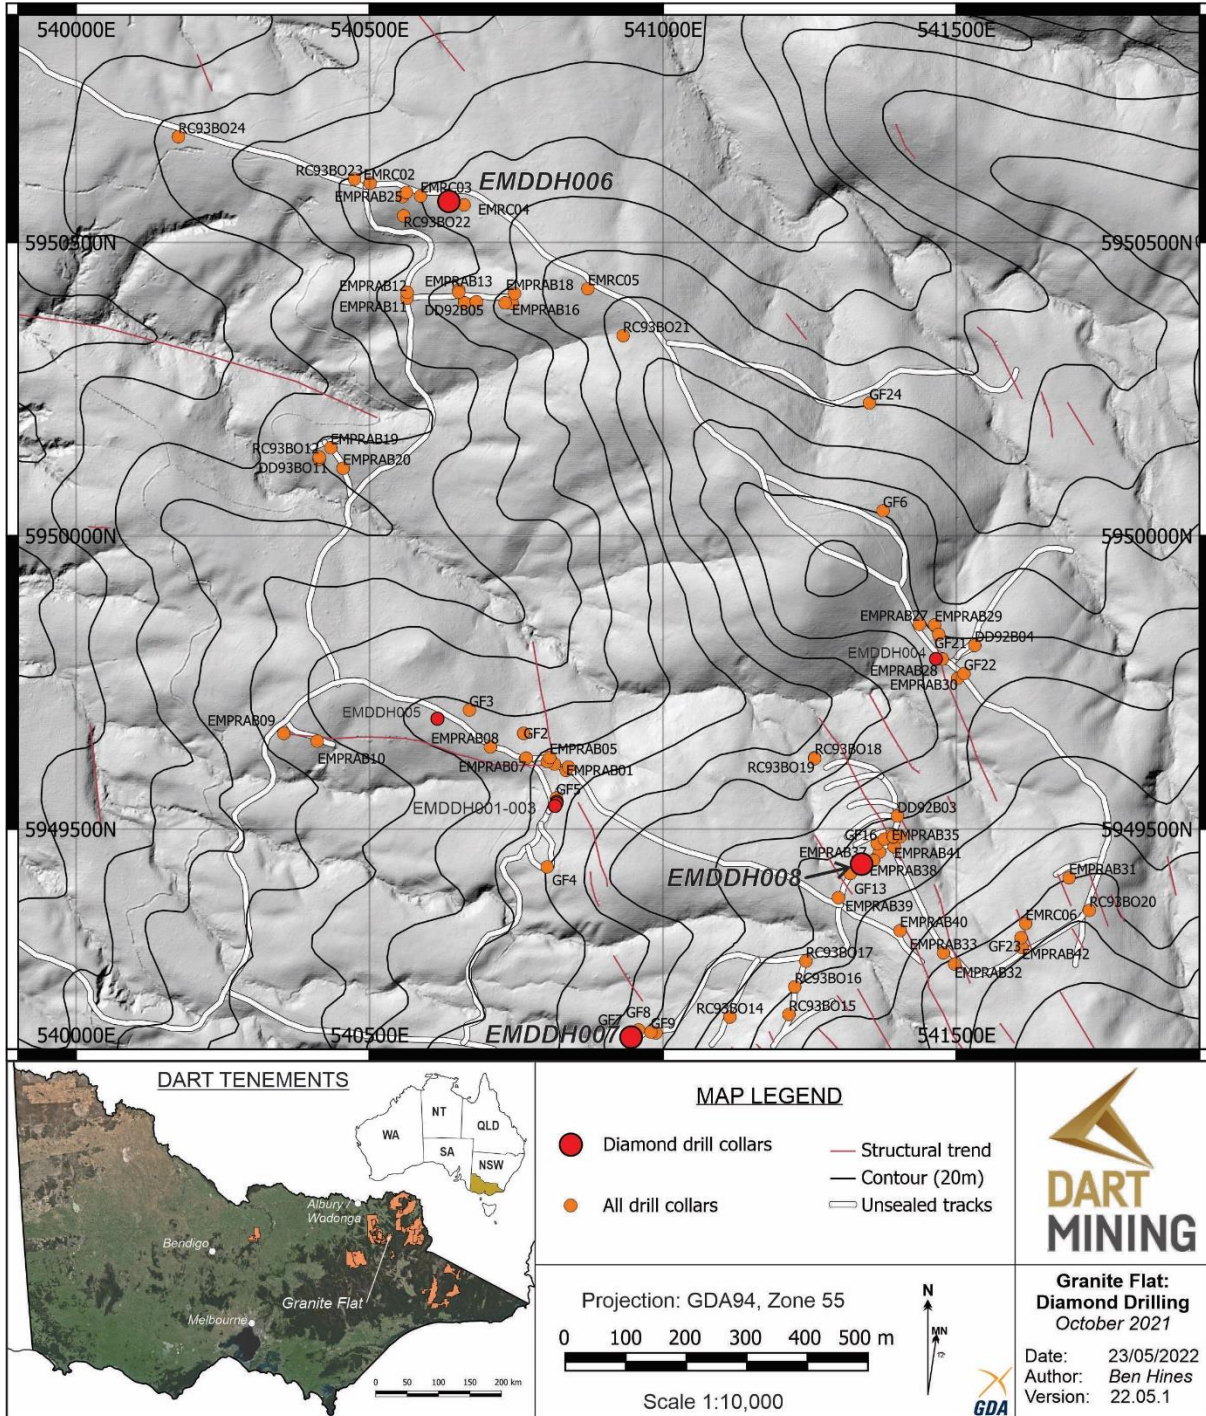 540000E 540500E 541000E 541500E
RC93BO24
RC93BO23
EMRC02
EMPRAB25
EMRC03
EMDDH006
EMRC04
RC93BO22
5950500N 5950500N
EMPRAB12
EMPRAB13
EMPRAB18
EMRC05
EMPRAB11
DD92B05
EMPRAB16
RC93BO21
GF24
EMPRAB19
RC93BO12
DD93BO11
EMPRAB20
GF6
5950000N 5950000N
EMPRAB27
EMPRAB29
GF21
DD92B04
EMDDH004
EMPRAB28
GF22
EMPRAB30
EMDDH005
GF3
EMPRAB09
GF2
EMPRAB08
EMPRAB05
EMPRAB10
EMPRAB07
EMPRAB01
RC93BO18
RC93BO19
GF5
EMDDH001-003
DD92B03
5949500N 5949500N
GF16
EMPRAB35
EMPRAB37
EMPRAB41
EMDDH008
EMPRAB38
GF4
EMPRAB31
GF13
EMPRAB39
RC93BO20
EMPRAB40
EMRC06
EMPRAB33
GF23
EMPRAB42
RC93BO17
EMPRAB32
RC93BO16
RC93BO14
RC93BO15
GF7
GF8
GF9
EMDDH007
540000E 540500E 541500E
DART TENEMENTS
WA
NT
SA
QLD
NSW
Albury /
Wodonga
Bendigo
Granite Flat
Melbourne
0 50 100 150 200 km
MAP LEGEND
Diamond drill collars
All drill collars
Structural trend
Contour (20m)
Unsealed tracks
Projection: GDA94, Zone 55
0 100 200 300 400 500 m
Scale 1:10,000
N
MN
GDA
DART
MINING
Granite Flat:
Diamond Drilling
October 2021
Date: 23/05/2022
Author: Ben Hines
Version: 22.05.1